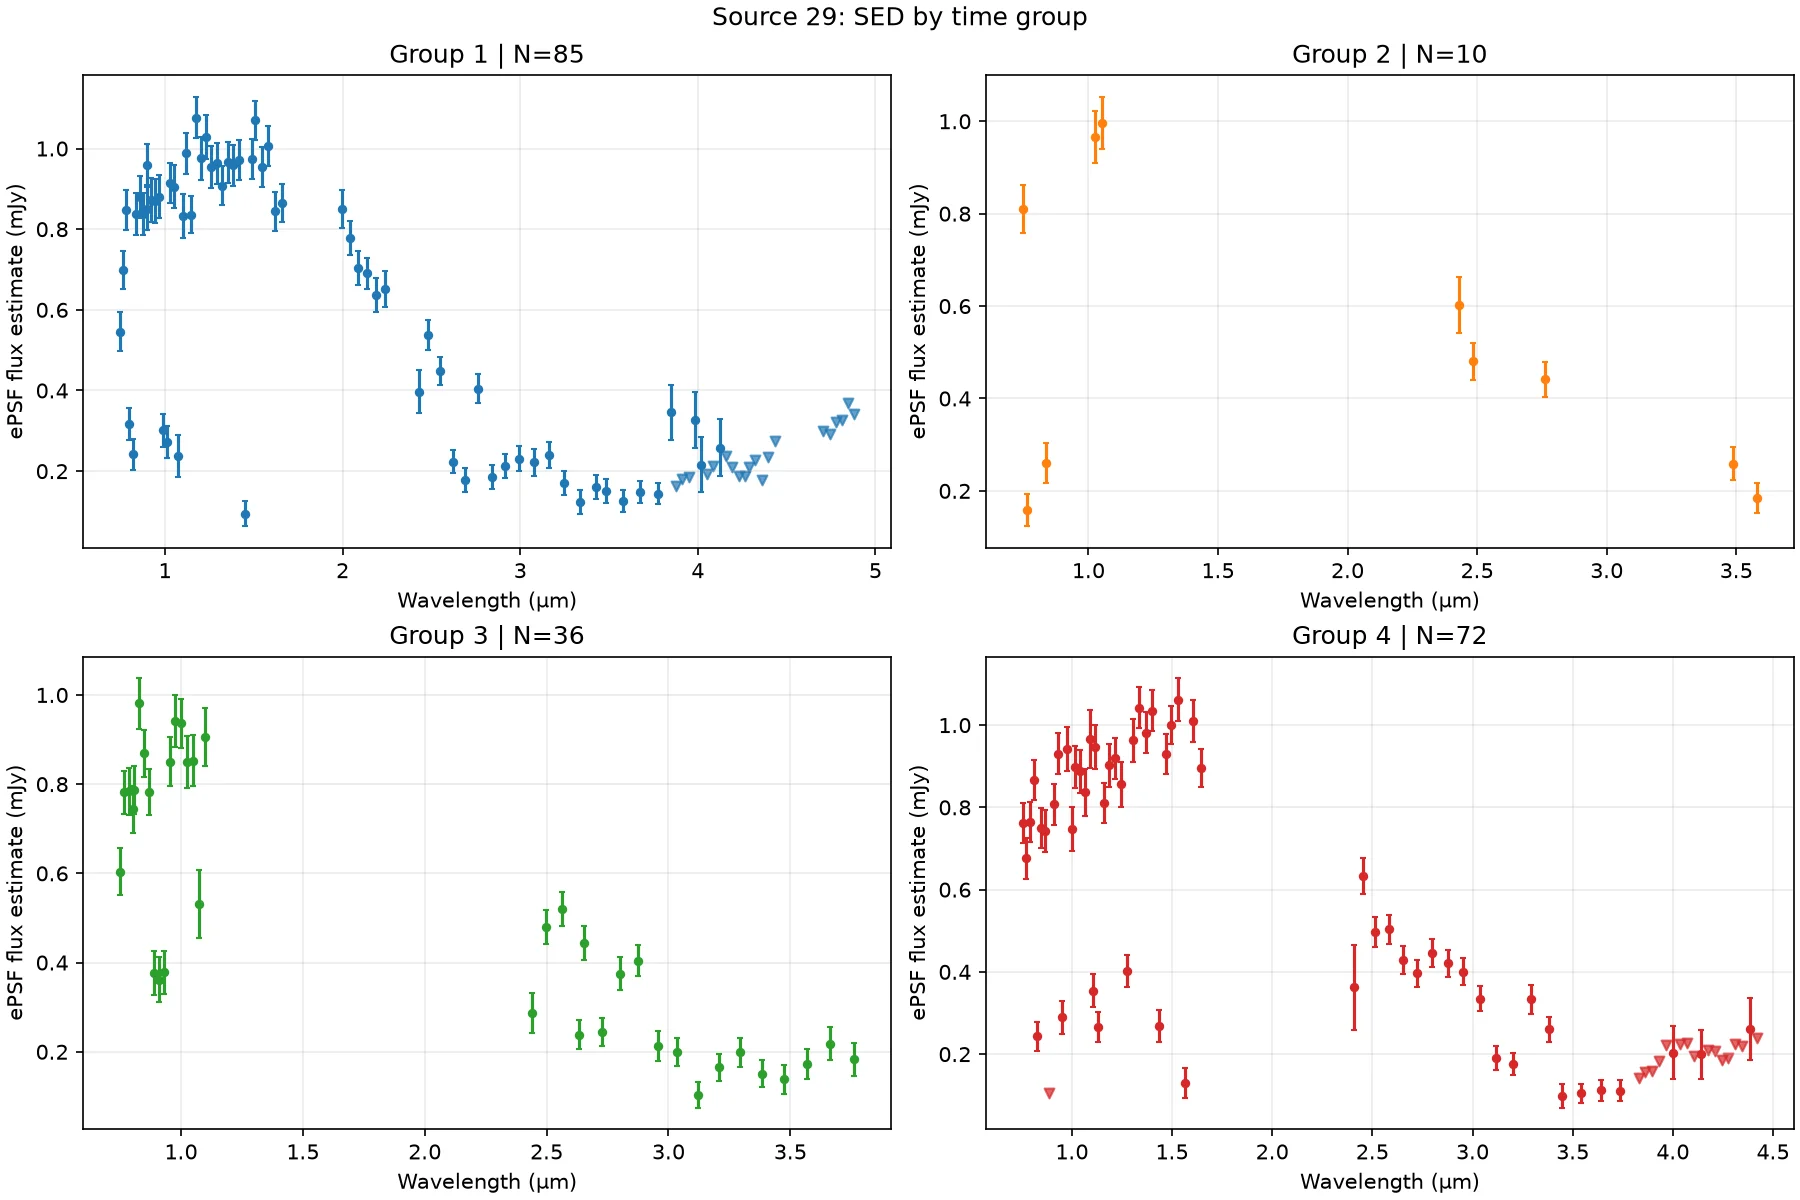 Source 29: SED by time group
Group 1 | N=85
ePSF flux estimate (mJy)
1.0
0.8
0.6
0.4
0.2
1 2 3 4 5
Wavelength (μm)
Group 2 | N=10
ePSF flux estimate (mJy)
1.0
0.8
0.6
0.4
0.2
1.0 1.5 2.0 2.5 3.0 3.5
Wavelength (μm)
Group 3 | N=36
ePSF flux estimate (mJy)
1.0
0.8
0.6
0.4
0.2
1.0 1.5 2.0 2.5 3.0 3.5
Wavelength (μm)
Group 4 | N=72
ePSF flux estimate (mJy)
1.0
0.8
0.6
0.4
0.2
1.0 1.5 2.0 2.5 3.0 3.5 4.0 4.5
Wavelength (μm)